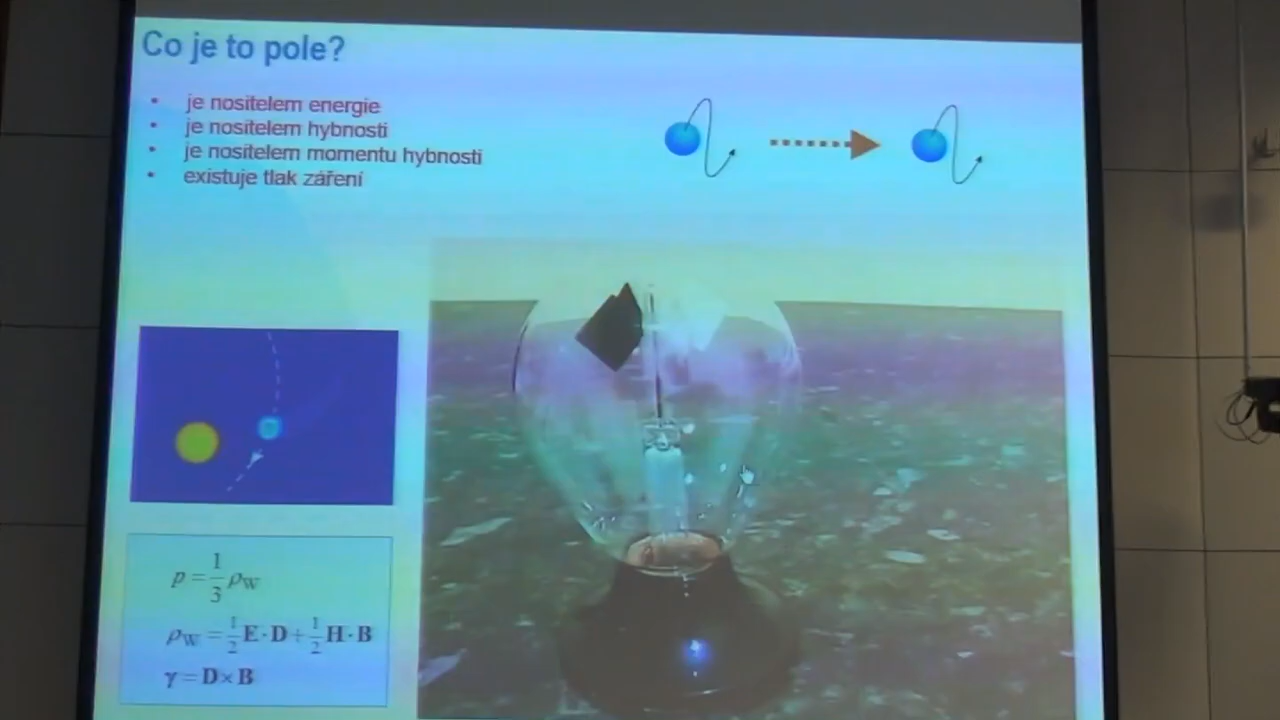 Co je to pole?
• je nositelem energie
• je nositelem hybnosti
• je nositelem momentu hybnosti
• existuje tlak záření
p = 1/3 ρW
ρW = 1/2 E · D + 1/2 H · B
γ = D × B